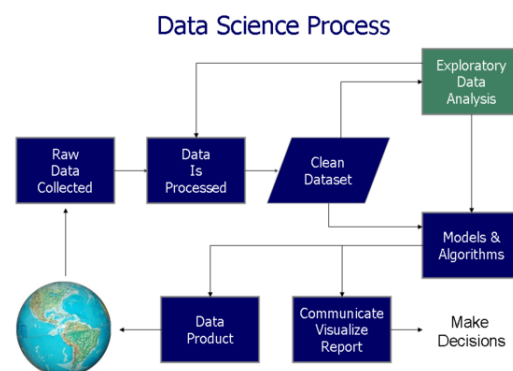 Data Science Process
Exploratory
Data
Analysis
Raw
Data
Collected
Data
Is
Processed
Clean
Dataset
Models &
Algorithms
Data
Product
Communicate
Visualize
Report
Make
Decisions